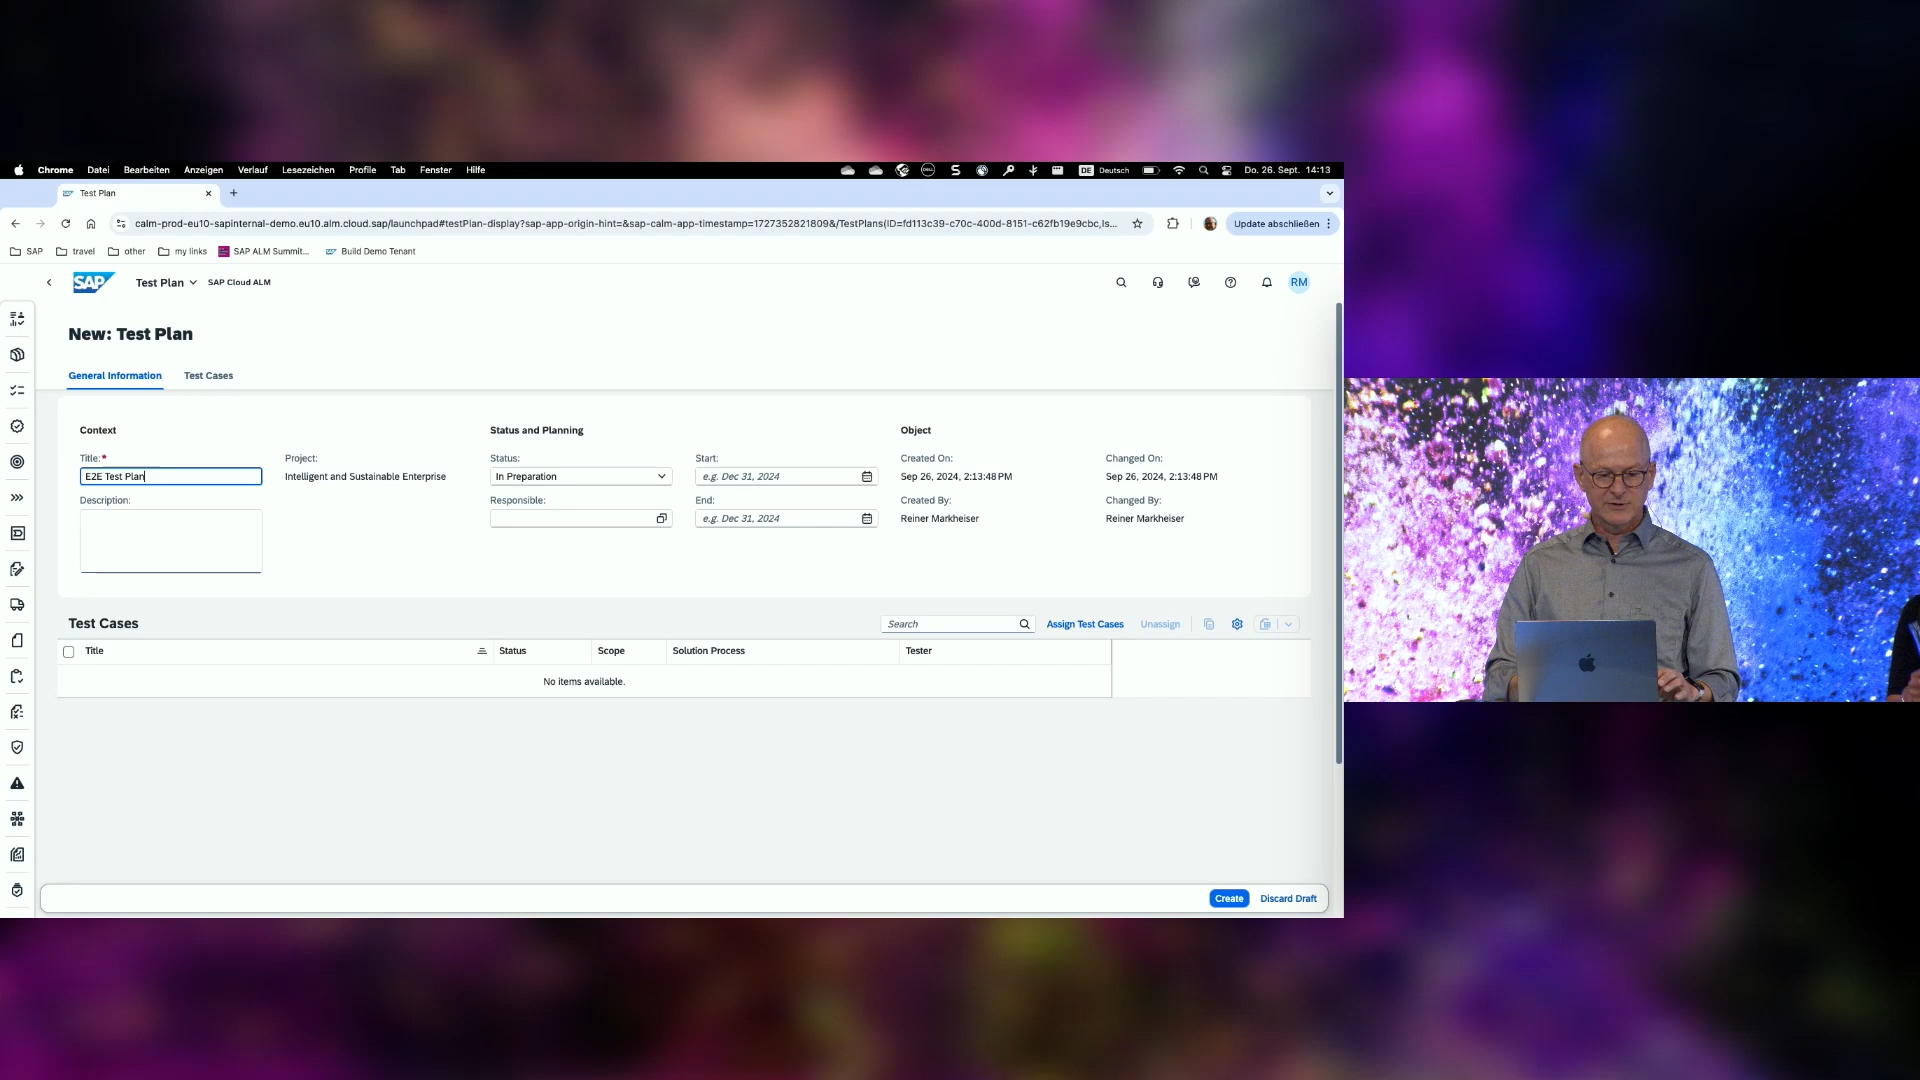 Chrome Datei Bearbeiten Anzeigen Verlauf Lesezeichen Profile Tab Fenster Hilfe DE Deutsch Do. 26. Sept. 14:13
Test Plan
calm-prod-eu10-sapinternal-demo.eu10.alm.cloud.sap/launchpad#testPlan-display?sap-app-origin-hint=&sap-calm-app-timestamp=1727352821809&/TestPlans(ID=fd113c39-c70c-400d-8151-c62fb19e9cbc,Is... Update abschließen
SAP travel other my links SAP ALM Summit... Build Demo Tenant
SAP Test Plan SAP Cloud ALM RM
New: Test Plan
General Information Test Cases
Context Status and Planning Object
Title:* Project: Status: Start: Created On: Changed On:
E2E Test Plan Intelligent and Sustainable Enterprise In Preparation e.g. Dec 31, 2024 Sep 26, 2024, 2:13:48 PM Sep 26, 2024, 2:13:48 PM
Description: Responsible: End: Created By: Changed By:
e.g. Dec 31, 2024 Reiner Markheiser Reiner Markheiser
Test Cases Search Assign Test Cases Unassign
Title Status Scope Solution Process Tester
No items available.
Create Discard Draft